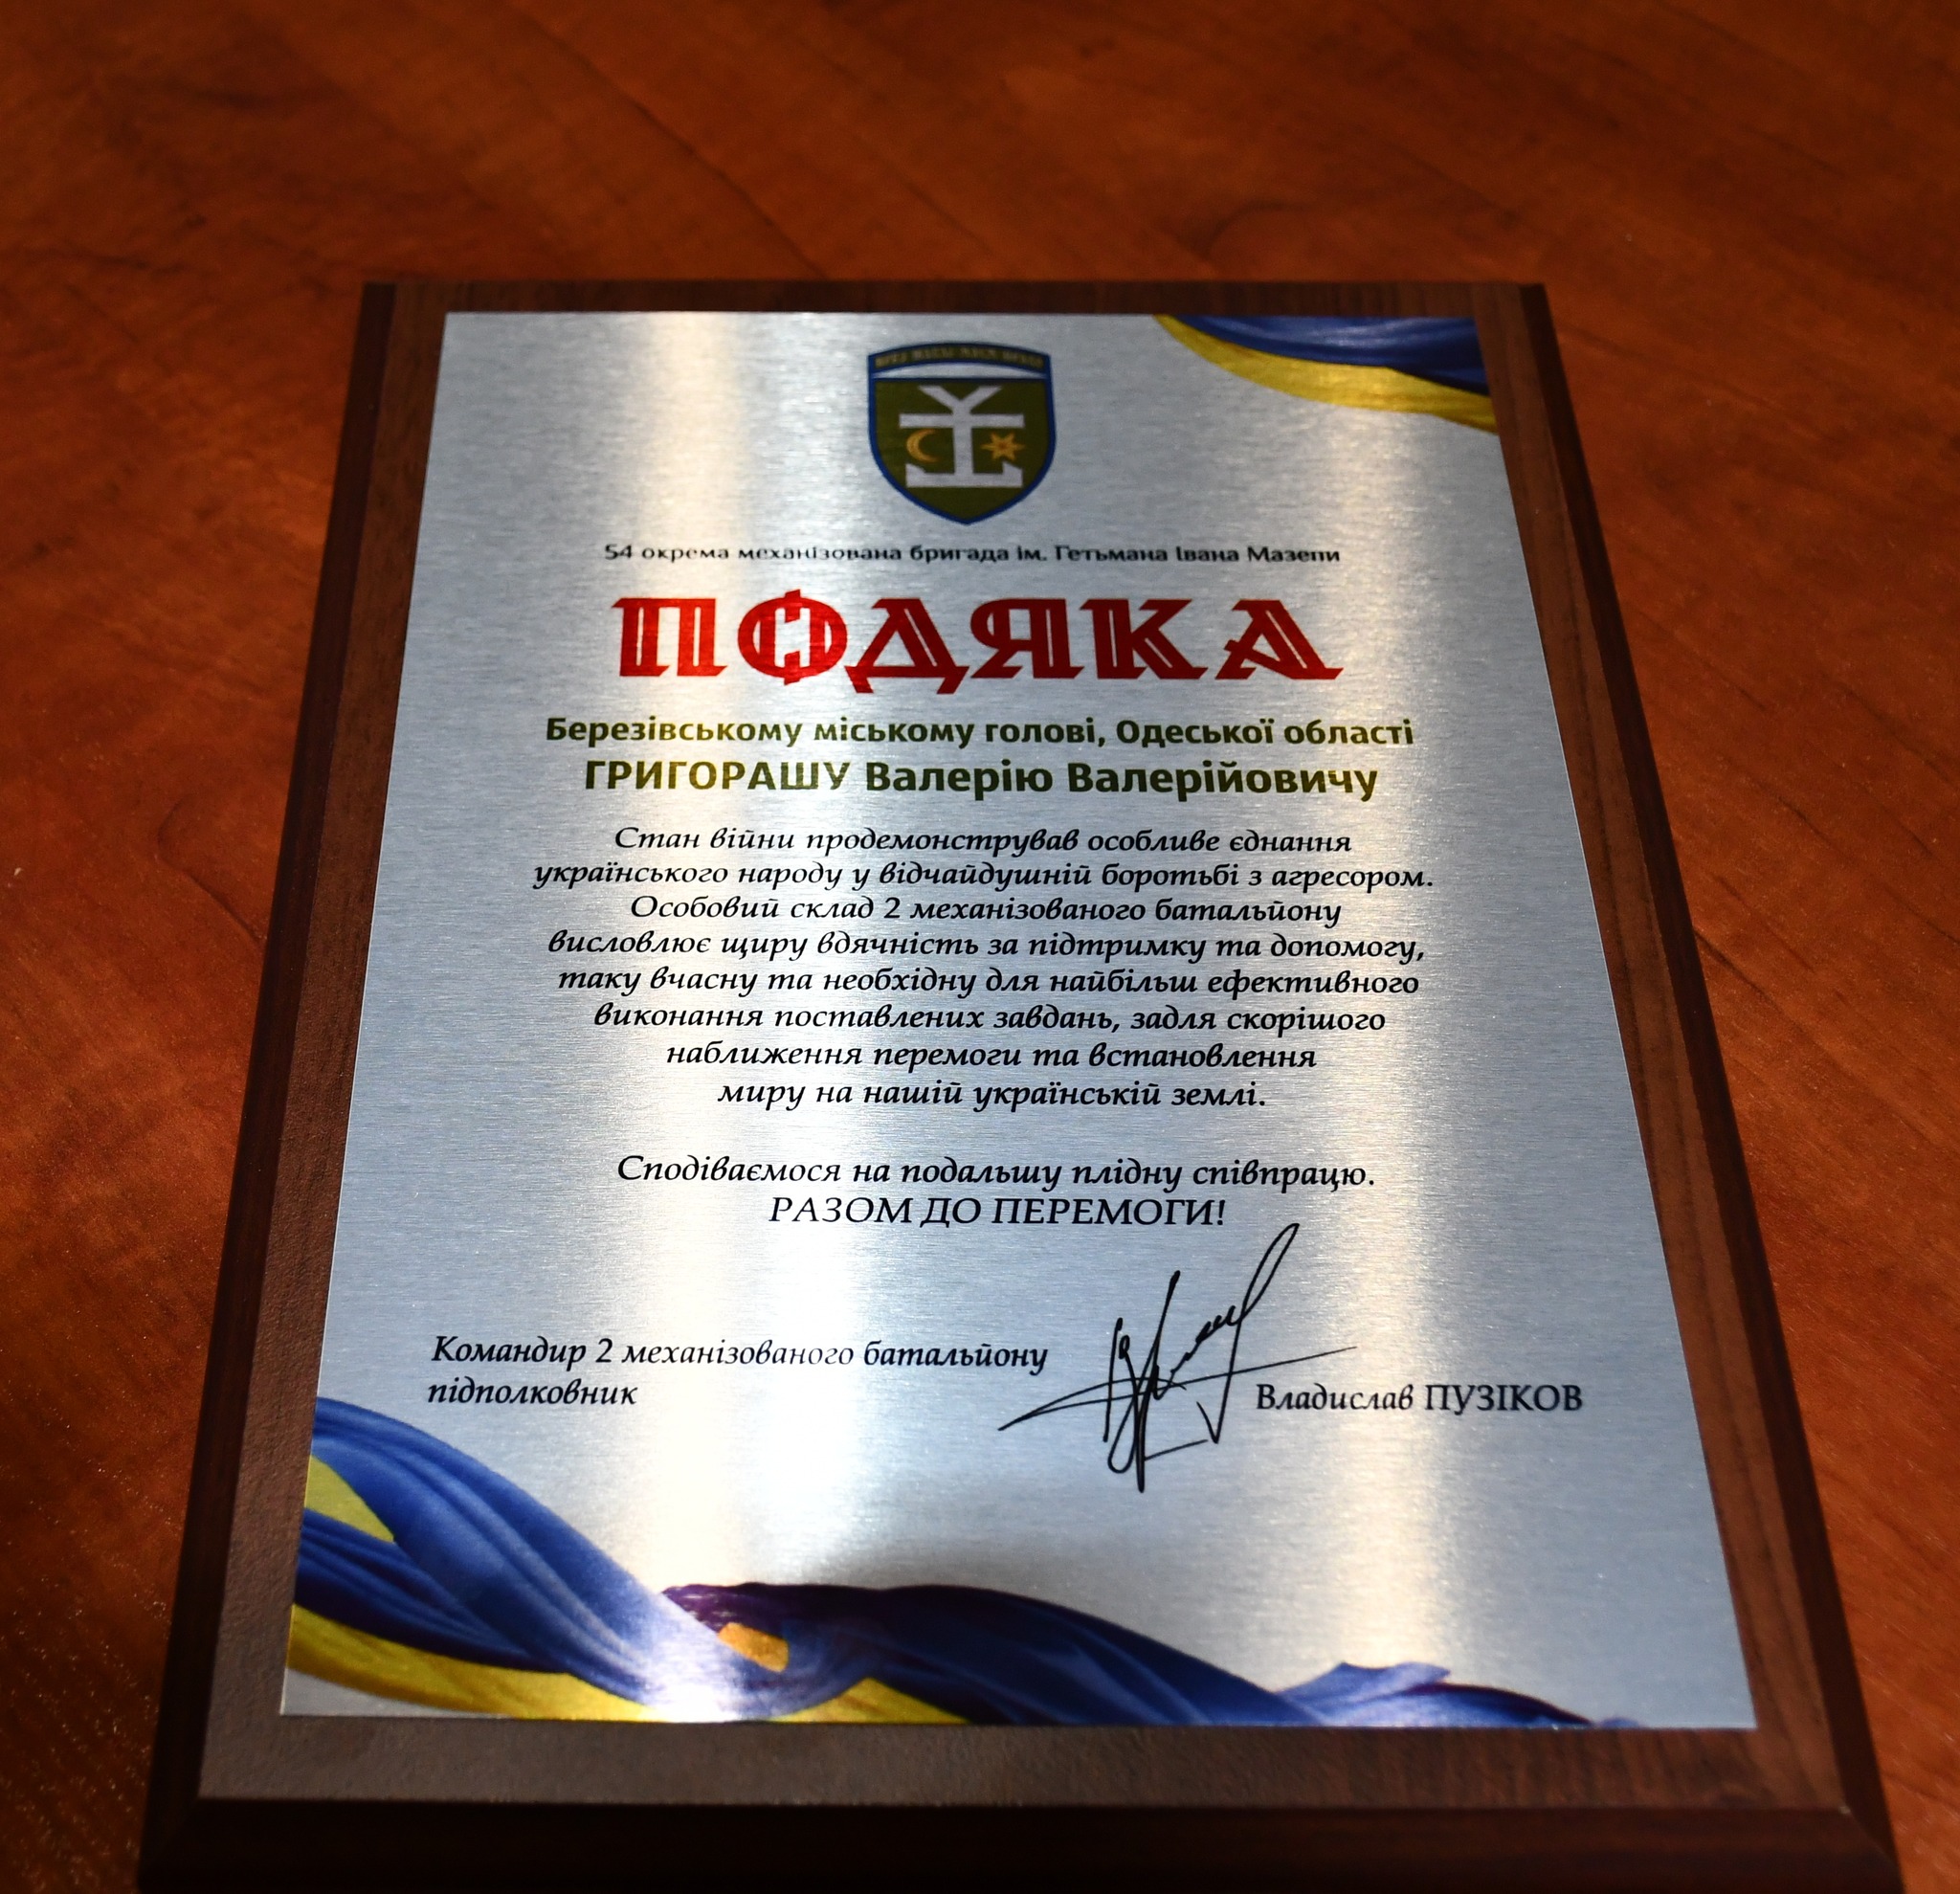 54 окрема механізована бригада ім. Гетьмана Івана Мазепи
ПОДЯКА
Березівському міському голові, Одеської області
ГРИГОРАШУ Валерію Валерійовичу
Стан війни продемонстрував особливе єднання
українського народу у відчайдушній боротьбі з агресором.
Особовий склад 2 механізованого батальйону
висловлює щиру вдячність за підтримку та допомогу,
таку вчасну та необхідну для найбільш ефективного
виконання поставлених завдань, задля скорішого
наближення перемоги та встановлення
миру на нашій українській землі.
Сподіваємося на подальшу плідну співпрацю.
РАЗОМ ДО ПЕРЕМОГИ!
Командир 2 механізованого батальйону
підполковник
Владислав ПУЗІКОВ